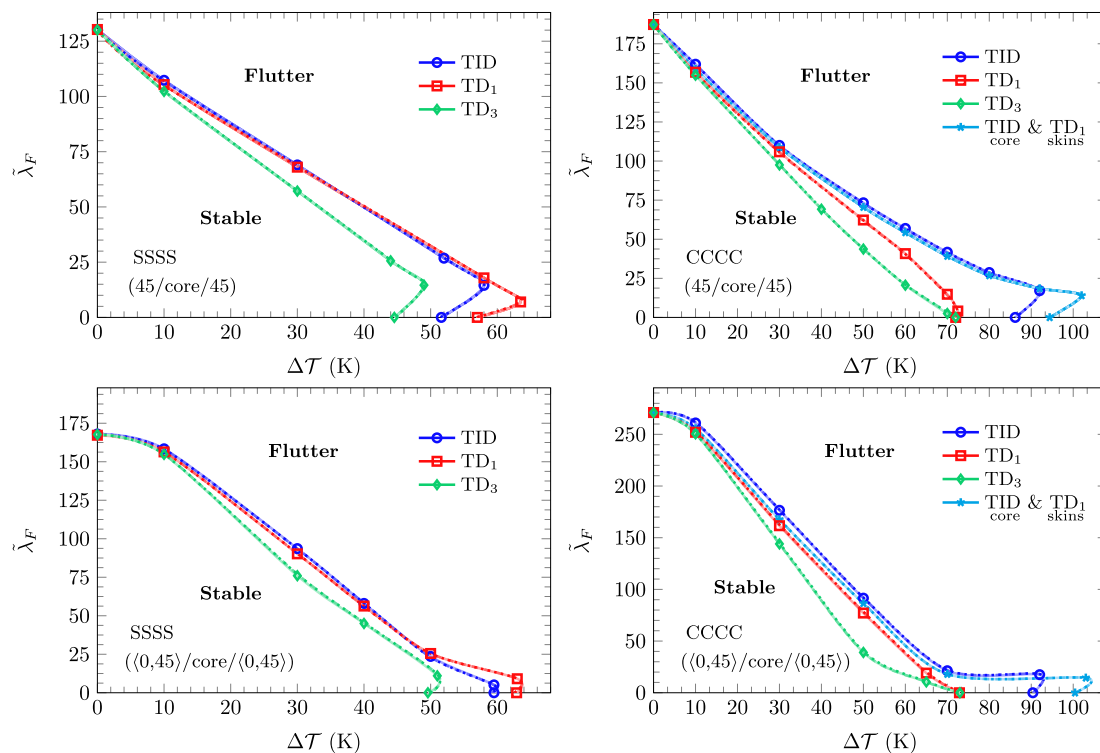 125
100
75
50
25
0
λ̃_F
0 10 20 30 40 50 60
Δ𝒯 (K)
Flutter
Stable
SSSS
(45/core/45)
TID
TD₁
TD₃
175
150
125
100
75
50
25
0
λ̃_F
0 10 20 30 40 50 60 70 80 90 100
Δ𝒯 (K)
Flutter
Stable
CCCC
(45/core/45)
TID
TD₁
TD₃
TID & TD₁
core skins
175
150
125
100
75
50
25
0
λ̃_F
0 10 20 30 40 50 60
Δ𝒯 (K)
Flutter
Stable
SSSS
(⟨0,45⟩/core/⟨0,45⟩)
TID
TD₁
TD₃
250
200
150
100
50
0
λ̃_F
0 10 20 30 40 50 60 70 80 90 100
Δ𝒯 (K)
Flutter
Stable
CCCC
(⟨0,45⟩/core/⟨0,45⟩)
TID
TD₁
TD₃
TID & TD₁
core skins